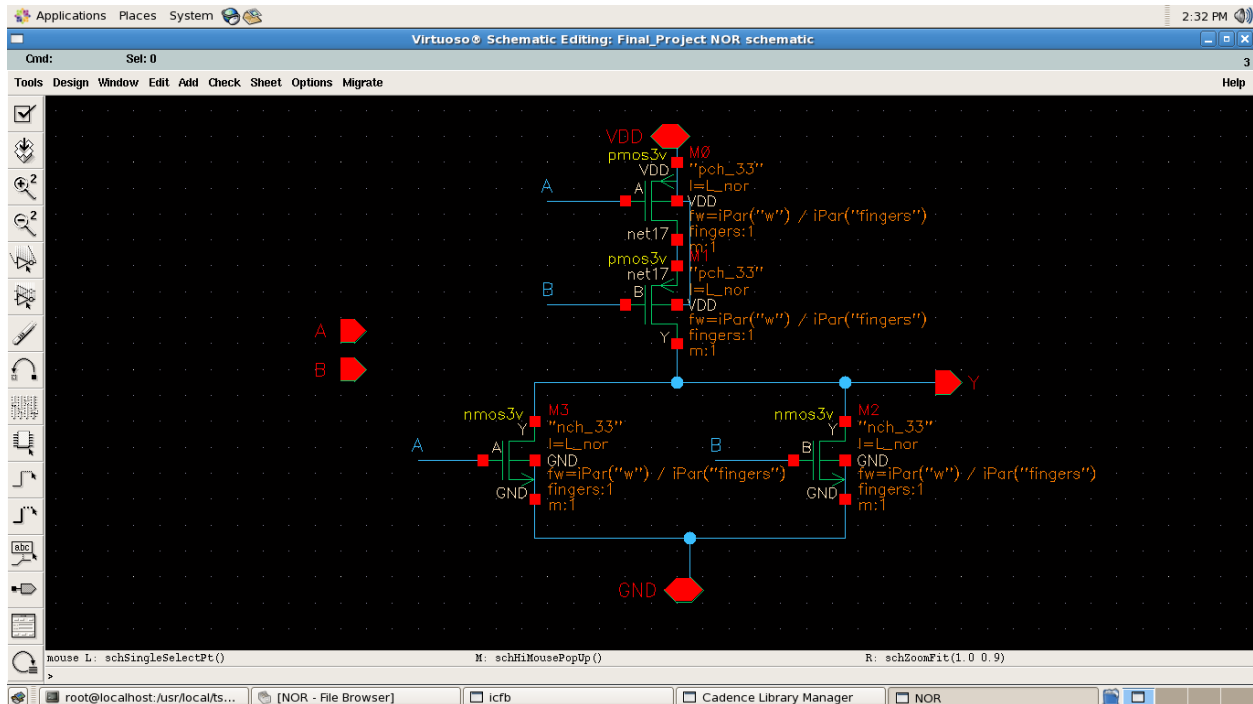 Applications Places System
2:32 PM
Virtuoso® Schematic Editing: Final_Project NOR schematic
Cmd: Sel: 0
3
Tools Design Window Edit Add Check Sheet Options Migrate Help
VDD
pmos3v M0
VDD "pch_33"
A A l=L_nor
VDD
fw=iPar("w") / iPar("fingers")
net17 fingers:1
m:1
pmos3v M1
net17 "pch_33"
B B l=L_nor
VDD
fw=iPar("w") / iPar("fingers")
Y fingers:1
m:1
A
B
Y
nmos3v M3
Y "nch_33"
A A l=L_nor
GND
fw=iPar("w") / iPar("fingers")
GND fingers:1
m:1
nmos3v M2
Y "nch_33"
B B l=L_nor
GND
fw=iPar("w") / iPar("fingers")
GND fingers:1
m:1
GND
2
2
abc
mouse L: schSingleSelectPt() M: schHiMousePopUp() R: schZoomFit(1.0 0.9)
>
root@localhost:/usr/local/ts... [NOR - File Browser] icfb Cadence Library Manager NOR